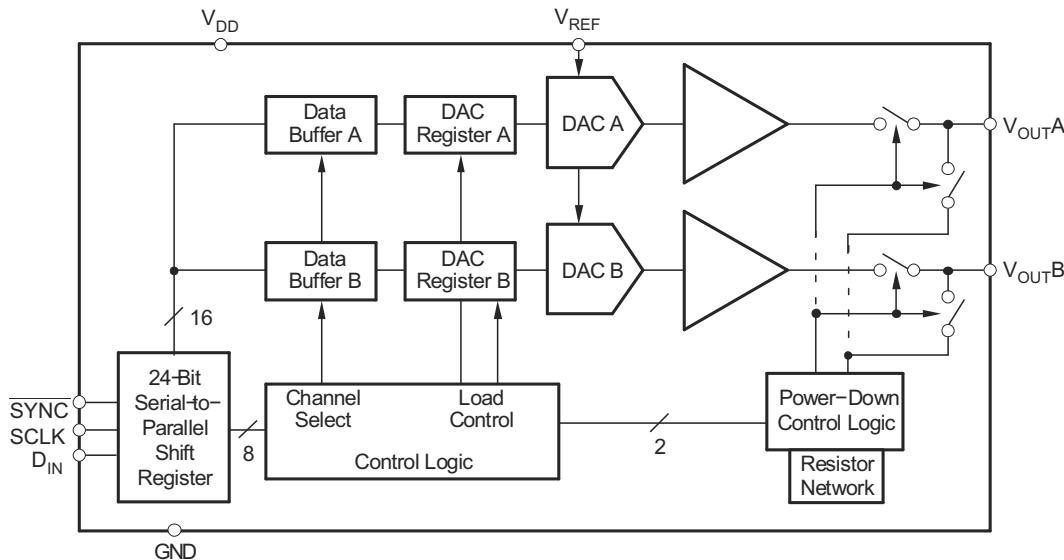 VDD
VREF
Data
Buffer A
DAC
Register A
DAC A
VOUTA
Data
Buffer B
DAC
Register B
DAC B
VOUTB
16
24-Bit
Serial-to-
Parallel
Shift
Register
SYNC
SCLK
DIN
8
Channel
Select
Load
Control
Control Logic
2
Power-Down
Control Logic
Resistor
Network
GND